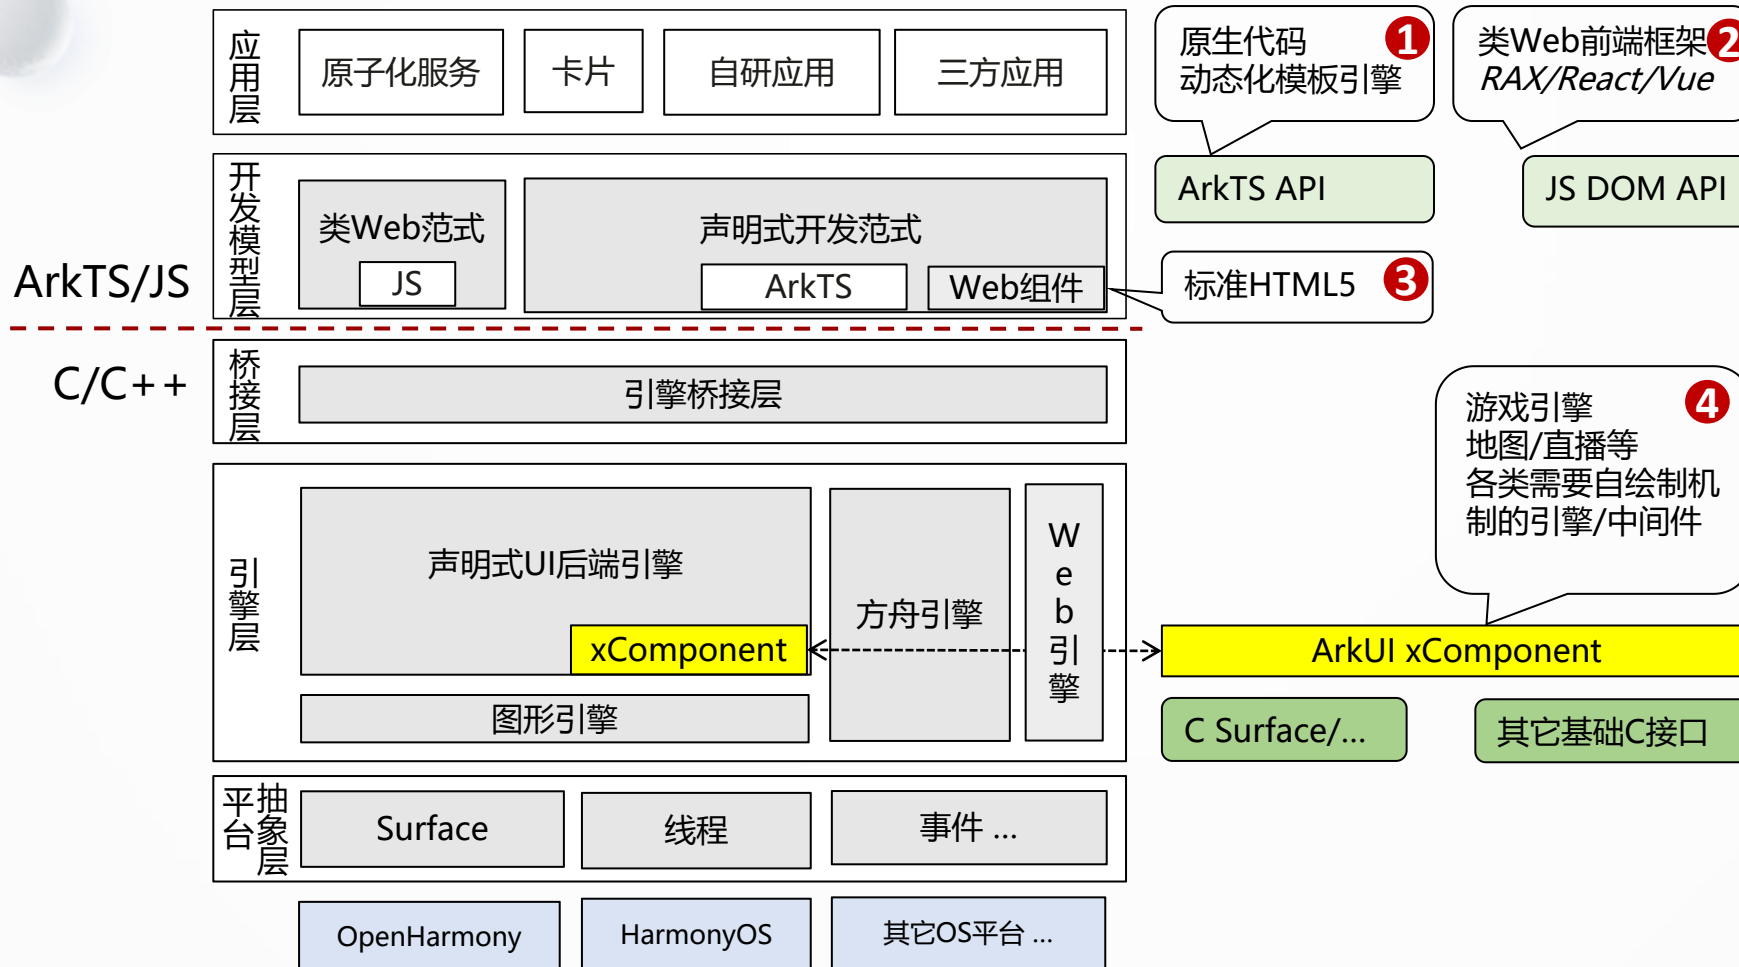 应用层
原子化服务
卡片
自研应用
三方应用
原生代码
动态化模板引擎
1
类Web前端框架
RAX/React/Vue
2
开发模型层
类Web范式
JS
声明式开发范式
ArkTS
Web组件
ArkTS API
JS DOM API
标准HTML5
3
ArkTS/JS
C/C++
桥接层
引擎桥接层
游戏引擎
地图/直播等
各类需要自绘制机
制的引擎/中间件
4
引擎层
声明式UI后端引擎
xComponent
图形引擎
方舟引擎
Web引擎
ArkUI xComponent
C Surface/...
其它基础C接口
平台抽象层
Surface
线程
事件 ...
OpenHarmony
HarmonyOS
其它OS平台 ...